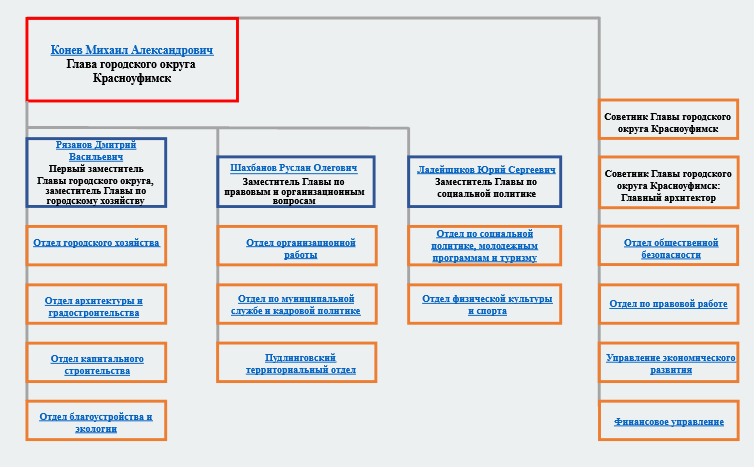 Конев Михаил Александрович
Глава городского округа
Красноуфимск
Рязанов Дмитрий
Васильевич
Первый заместитель
Главы городского округа,
заместитель Главы по
городскому хозяйству
Отдел городского хозяйства
Отдел архитектуры и
градостроительства
Отдел капитального
строительства
Отдел благоустройства и
экологии
Шахбанов Руслан Олегович
Заместитель Главы по
правовым и организационным
вопросам
Отдел организационной
работы
Отдел по муниципальной
службе и кадровой политике
Пудлинговский
территориальный отдел
Ладейщиков Юрий Сергеевич
Заместитель Главы по
социальной политике
Отдел по социальной
политике, молодежным
программам и туризму
Отдел физической культуры
и спорта
Советник Главы городского
округа Красноуфимск
Советник Главы городского
округа Красноуфимск:
Главный архитектор
Отдел общественной
безопасности
Отдел по правовой работе
Управление экономического
развития
Финансовое управление